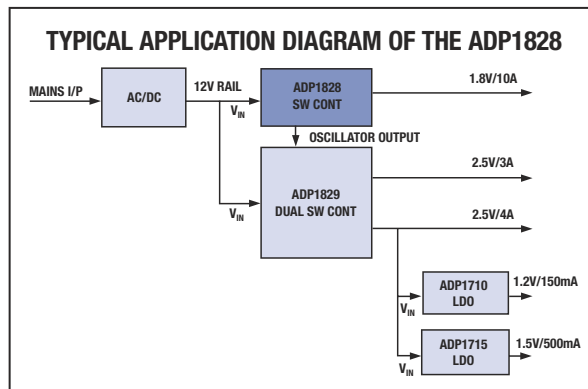 TYPICAL APPLICATION DIAGRAM OF THE ADP1828
MAINS I/P
AC/DC
12V RAIL
VIN
ADP1828
SW CONT
1.8V/10A
OSCILLATOR OUTPUT
ADP1829
DUAL SW CONT
VIN
2.5V/3A
2.5V/4A
ADP1710
LDO
VIN
1.2V/150mA
ADP1715
LDO
VIN
1.5V/500mA